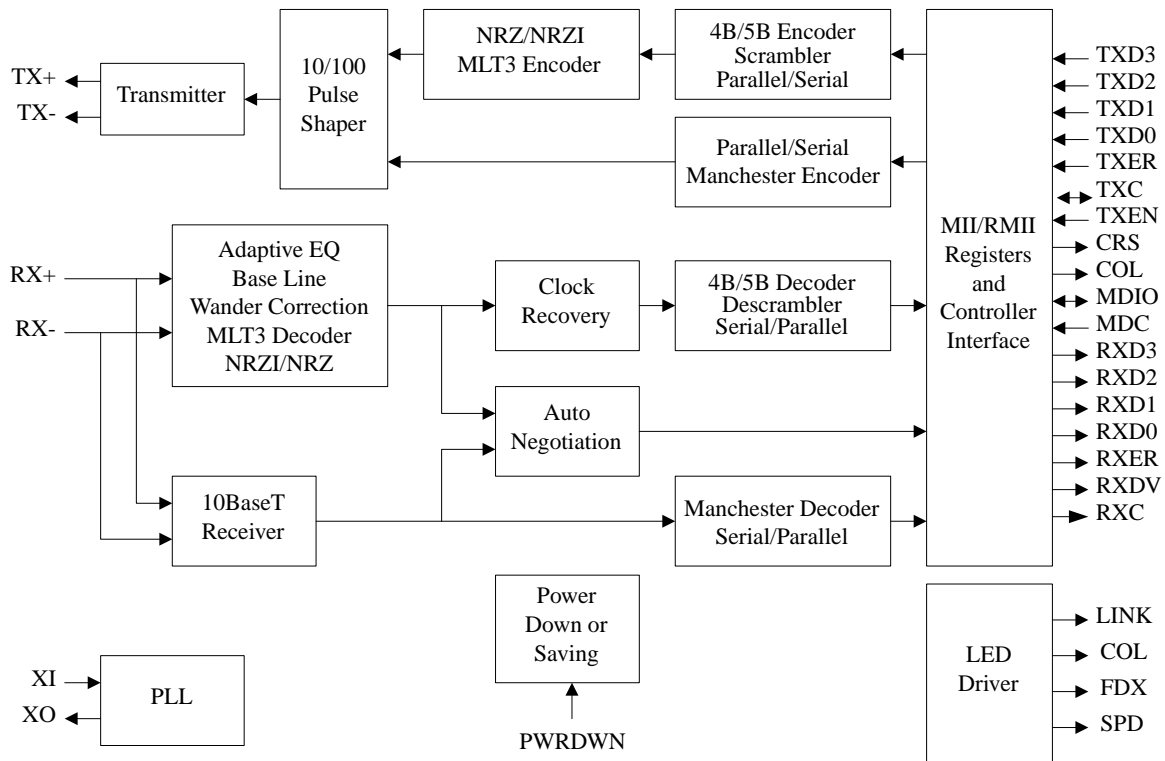 NRZ/NRZI
MLT3 Encoder
4B/5B Encoder
Scrambler
Parallel/Serial
10/100
Pulse
Shaper
TX+
TX-
Transmitter
Parallel/Serial
Manchester Encoder
TXD3
TXD2
TXD1
TXD0
TXER
TXC
TXEN
CRS
COL
MDIO
MDC
RXD3
RXD2
RXD1
RXD0
RXER
RXDV
RXC
MII/RMII
Registers
and
Controller
Interface
RX+
RX-
Adaptive EQ
Base Line
Wander Correction
MLT3 Decoder
NRZI/NRZ
Clock
Recovery
4B/5B Decoder
Descrambler
Serial/Parallel
Auto
Negotiation
10BaseT
Receiver
Manchester Decoder
Serial/Parallel
Power
Down or
Saving
PWRDWN
XI
XO
PLL
LED
Driver
LINK
COL
FDX
SPD